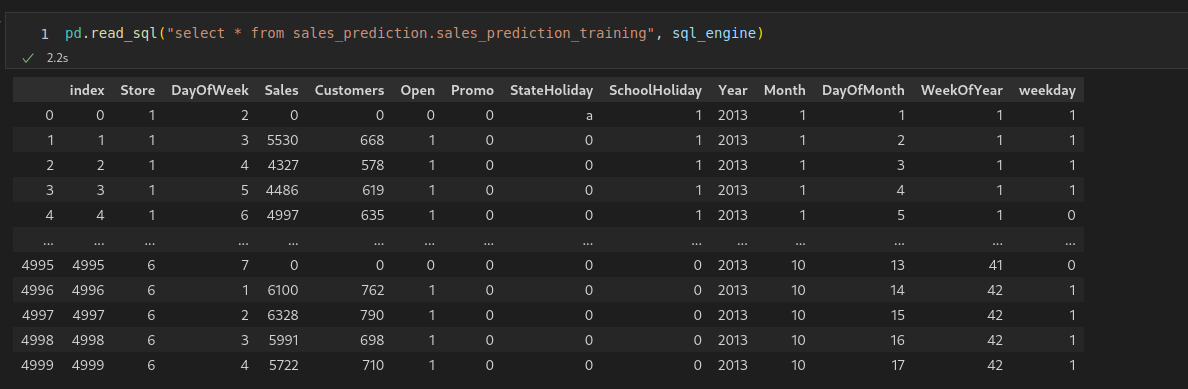 1 pd.read_sql("select * from sales_prediction.sales_prediction_training", sql_engine)
2.2s
index Store DayOfWeek Sales Customers Open Promo StateHoliday SchoolHoliday Year Month DayOfMonth WeekOfYear weekday
0 0 1 2 0 0 0 0 a 1 2013 1 1 1 1
1 1 1 3 5530 668 1 0 0 1 2013 1 2 1 1
2 2 1 4 4327 578 1 0 0 1 2013 1 3 1 1
3 3 1 5 4486 619 1 0 0 1 2013 1 4 1 1
4 4 1 6 4997 635 1 0 0 1 2013 1 5 1 0
... ... ... ... ... ... ... ... ... ... ... ... ... ... ...
4995 4995 6 7 0 0 0 0 0 0 2013 10 13 41 0
4996 4996 6 1 6100 762 1 0 0 0 2013 10 14 42 1
4997 4997 6 2 6328 790 1 0 0 0 2013 10 15 42 1
4998 4998 6 3 5991 698 1 0 0 0 2013 10 16 42 1
4999 4999 6 4 5722 710 1 0 0 0 2013 10 17 42 1